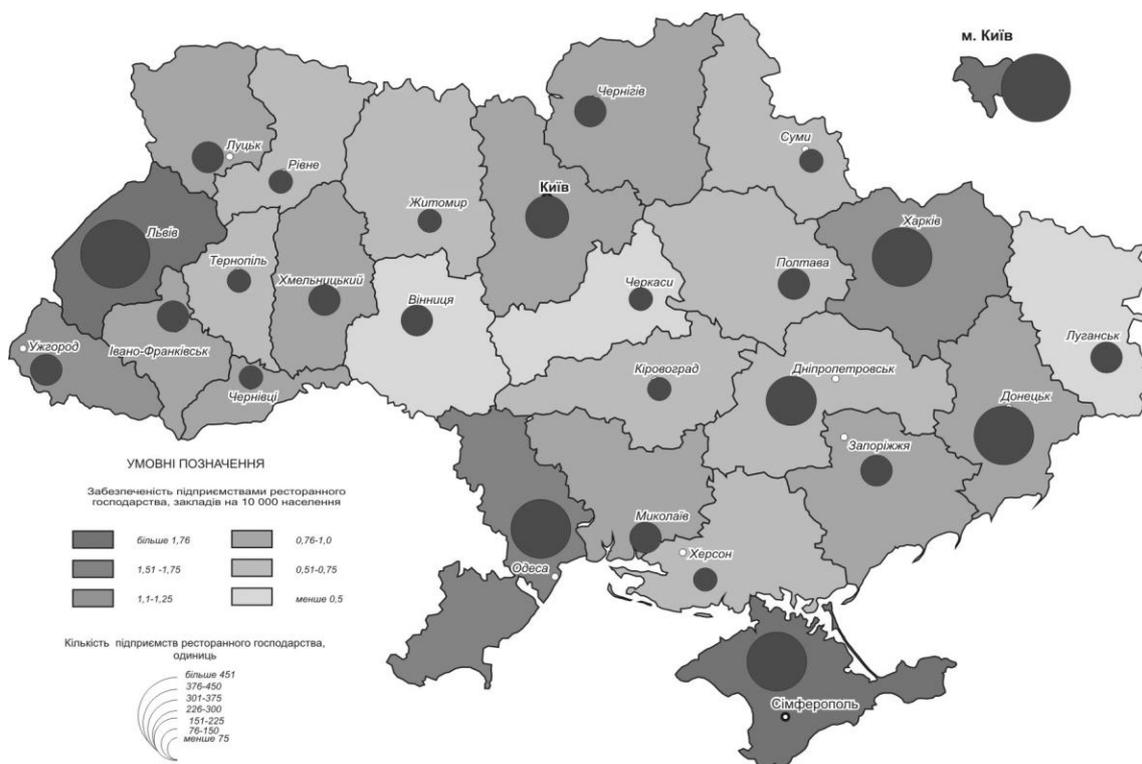 м. Київ
Чернігів
Суми
Луцьк
Рівне
Київ
Житомир
Львів
Харків
Тернопіль
Хмельницький
Полтава
Черкаси
Вінниця
Луганськ
Ужгород
Івано-Франківськ
Кіровоград
Дніпропетровськ
Чернівці
Донецьк
Запоріжжя
УМОВНІ ПОЗНАЧЕННЯ
Забезпеченість підприємствами ресторанного
господарства, закладів на 10 000 населення
більше 1,76
0,76-1,0
1,51 -1,75
0,51-0,75
1,1-1,25
менше 0,5
Миколаїв
Херсон
Одеса
Сімферополь
Кількість підприємств ресторанного господарства,
одиниць
більше 451
376-450
301-375
226-300
151-225
76-150
менше 75